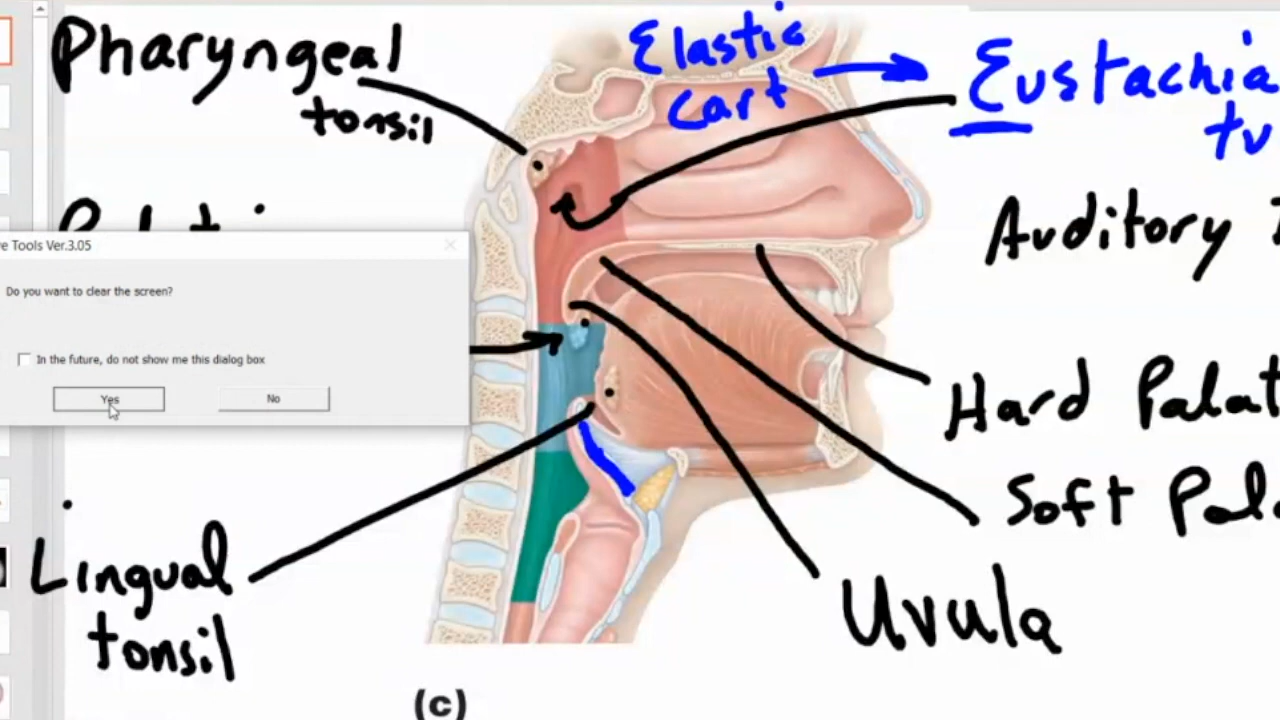 Pharyngeal
tonsil
Elastic
cart
Eustachia
tu
Auditory
e Tools Ver.3.05
Do you want to clear the screen?
In the future, do not show me this dialog box
Yes
No
Hard Palat
Soft Pala
Lingual
tonsil
Uvula
(c)